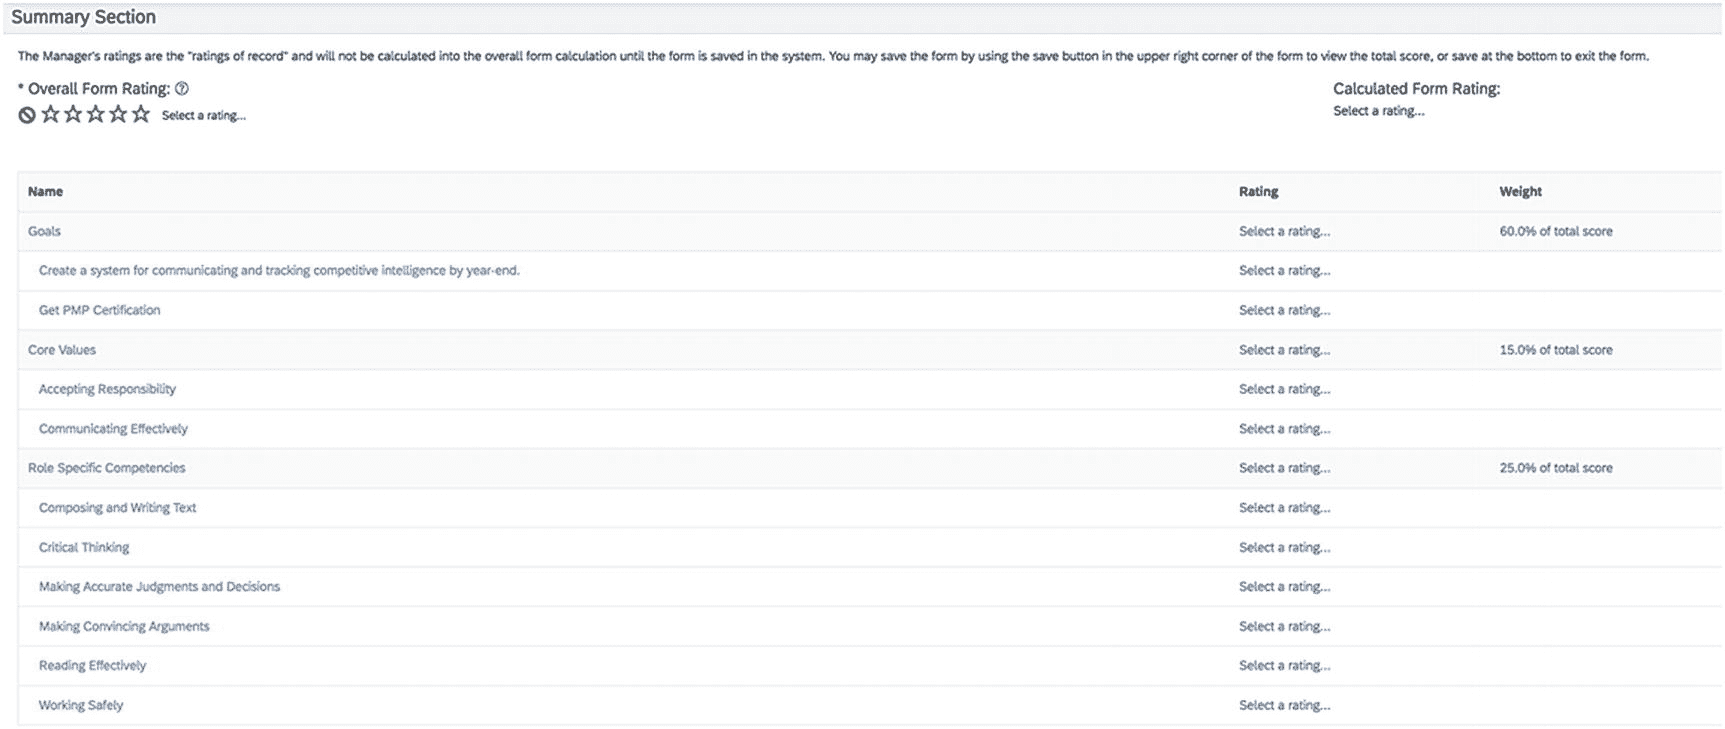 Summary Section
The Manager's ratings are the "ratings of record" and will not be calculated into the overall form calculation until the form is saved in the system. You may save the form by using the save button in the upper right corner of the form to view the total score, or save at the bottom to exit the form.
* Overall Form Rating: ?
Calculated Form Rating:
Select a rating...
Select a rating...
Name Rating Weight
Goals Select a rating... 60.0% of total score
Create a system for communicating and tracking competitive intelligence by year-end. Select a rating...
Get PMP Certification Select a rating...
Core Values Select a rating... 15.0% of total score
Accepting Responsibility Select a rating...
Communicating Effectively Select a rating...
Role Specific Competencies Select a rating... 25.0% of total score
Composing and Writing Text Select a rating...
Critical Thinking Select a rating...
Making Accurate Judgments and Decisions Select a rating...
Making Convincing Arguments Select a rating...
Reading Effectively Select a rating...
Working Safely Select a rating...